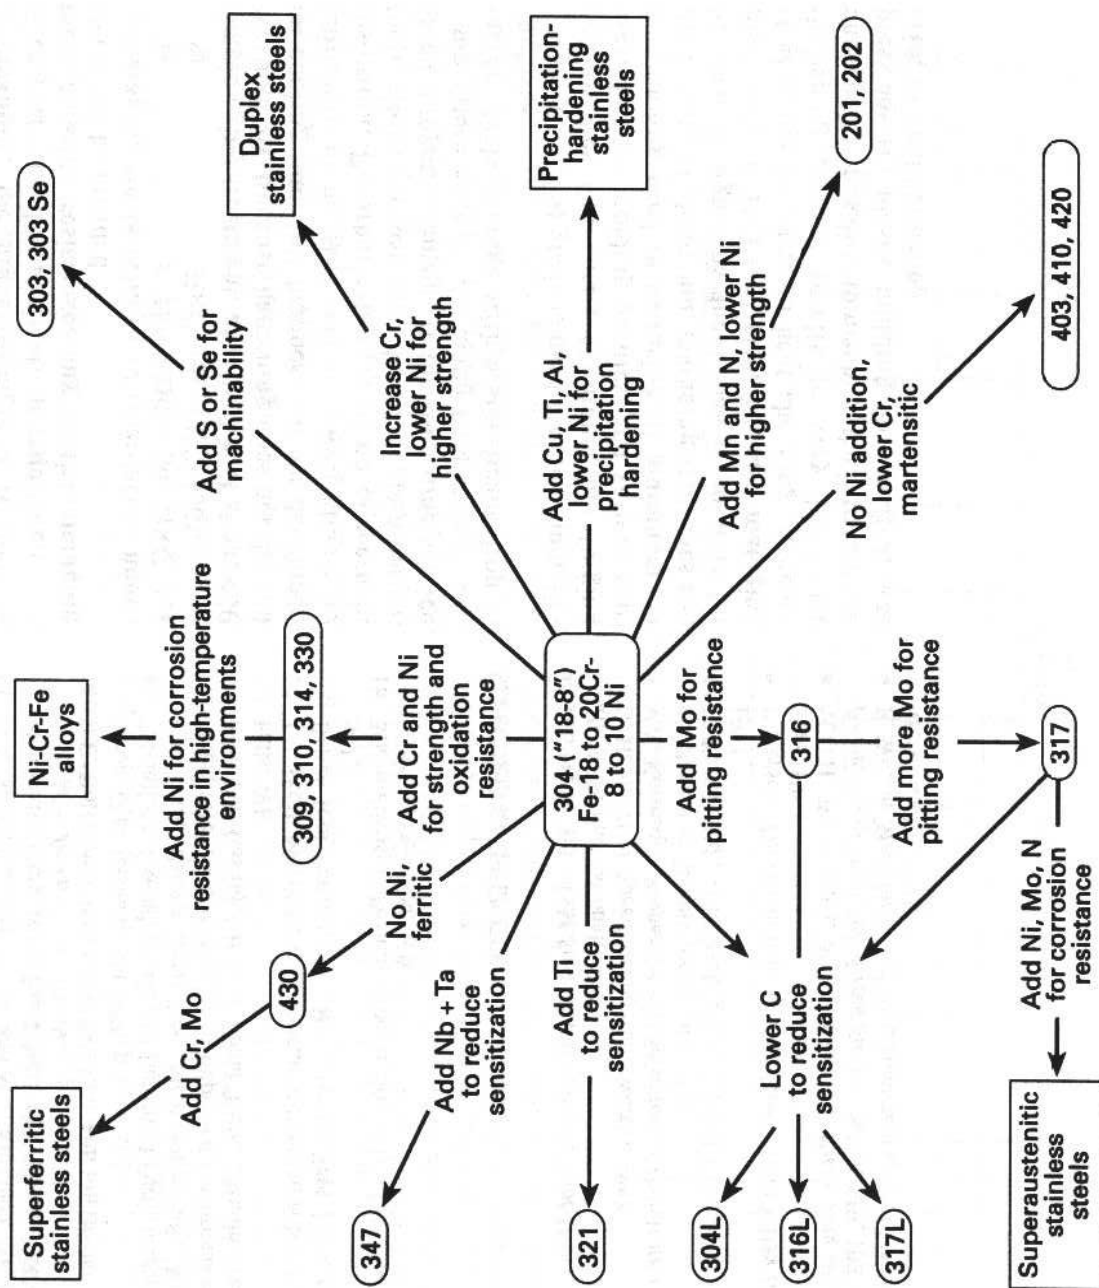 Superferritic
stainless steels
Add Cr, Mo
430
No Ni,
ferritic
Ni-Cr-Fe
alloys
Add Ni for corrosion
resistance in high-temperature
environments
309, 310, 314, 330
Add Cr and Ni
for strength and
oxidation
resistance
303, 303 Se
Add S or Se for
machinability
Duplex
stainless steels
Increase Cr,
lower Ni for
higher strength
347
Add Nb + Ta
to reduce
sensitization
321
Add Ti
to reduce
sensitization
304 ("18-8")
Fe-18 to 20Cr-
8 to 10 Ni
Add Cu, Ti, Al,
lower Ni for
precipitation
hardening
Precipitation-
hardening
stainless
steels
304L
316L
317L
Lower C
to reduce
sensitization
Add Mo for
pitting resistance
316
Add more Mo for
pitting resistance
317
Add Mn and N, lower Ni
for higher strength
201, 202
No Ni addition,
lower Cr,
martensitic
403, 410, 420
Superaustenitic
stainless
steels
Add Ni, Mo, N
for corrosion
resistance